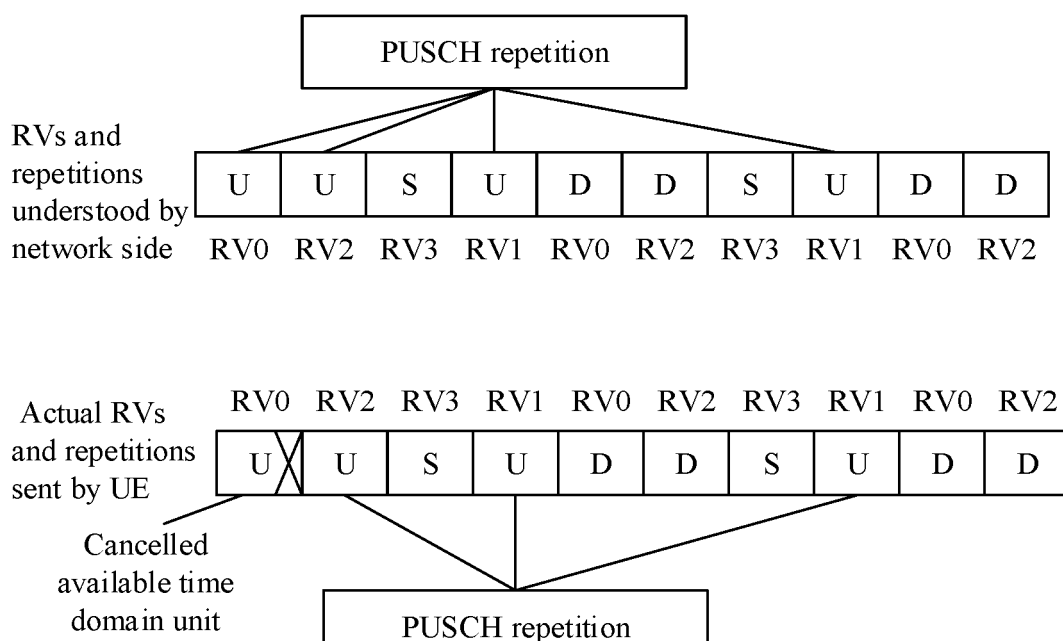 PUSCH repetition
RVs and
repetitions
understood by
network side
U U S U D D S U D D
RV0 RV2 RV3 RV1 RV0 RV2 RV3 RV1 RV0 RV2
Actual RVs
and repetitions
sent by UE
RV0 RV2 RV3 RV1 RV0 RV2 RV3 RV1 RV0 RV2
U U S U D D S U D D
Cancelled
available time
domain unit
PUSCH repetition